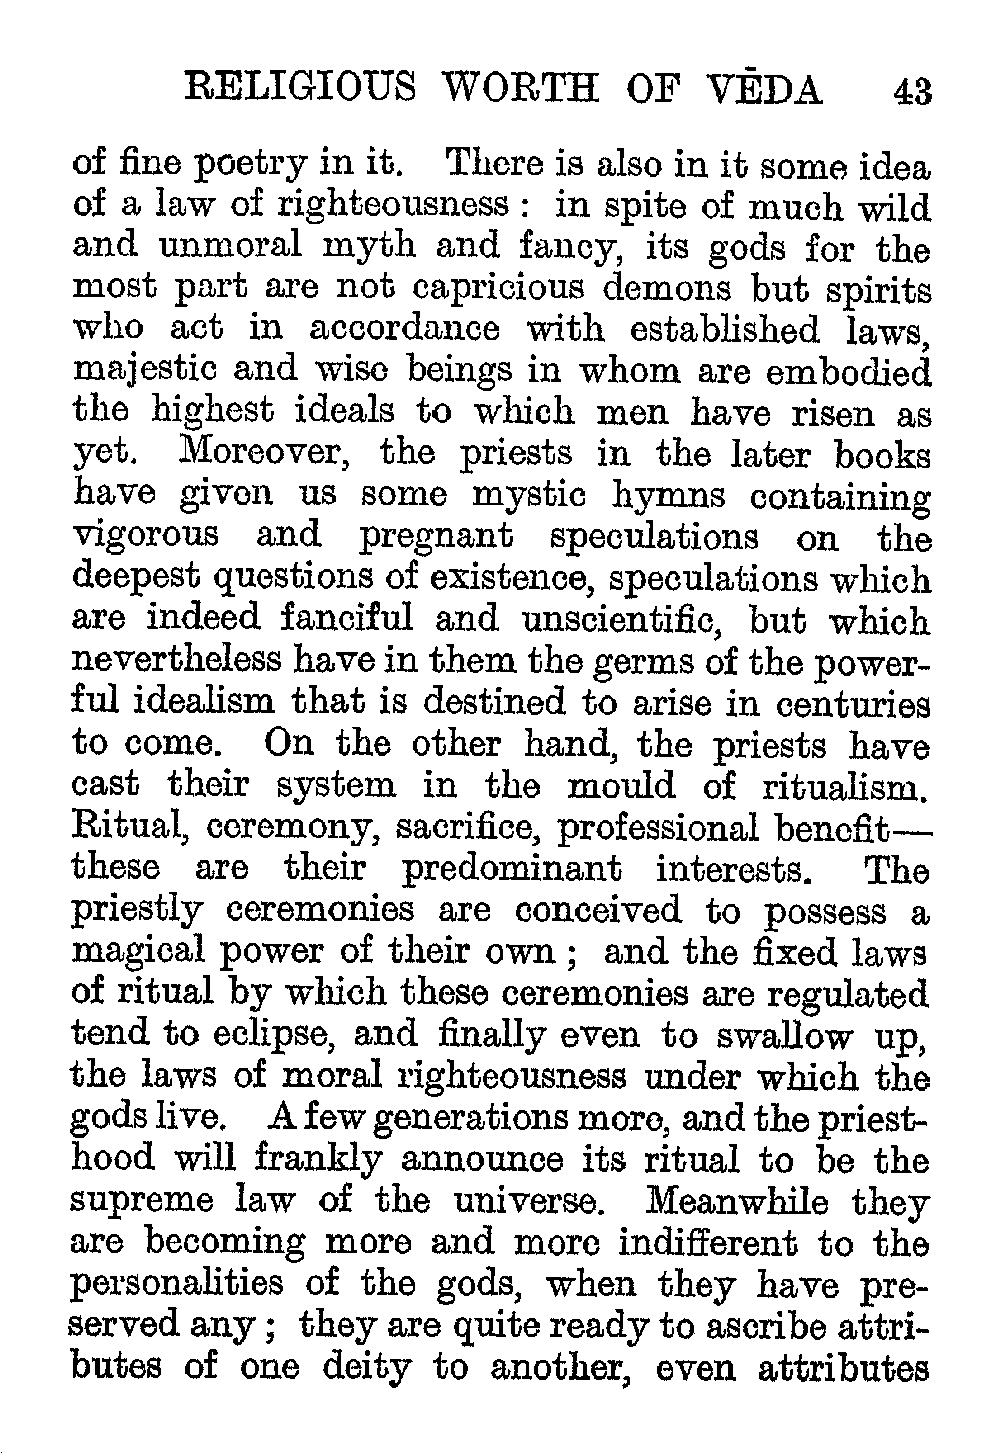 RELIGIOUS WORTH OF VĒDA 43
of fine poetry in it. There is also in it some idea
of a law of righteousness : in spite of much wild
and unmoral myth and fancy, its gods for the
most part are not capricious demons but spirits
who act in accordance with established laws,
majestic and wise beings in whom are embodied
the highest ideals to which men have risen as
yet. Moreover, the priests in the later books
have given us some mystic hymns containing
vigorous and pregnant speculations on the
deepest questions of existence, speculations which
are indeed fanciful and unscientific, but which
nevertheless have in them the germs of the power-
ful idealism that is destined to arise in centuries
to come. On the other hand, the priests have
cast their system in the mould of ritualism.
Ritual, ceremony, sacrifice, professional benefit—
these are their predominant interests. The
priestly ceremonies are conceived to possess a
magical power of their own ; and the fixed laws
of ritual by which these ceremonies are regulated
tend to eclipse, and finally even to swallow up,
the laws of moral righteousness under which the
gods live. A few generations more, and the priest-
hood will frankly announce its ritual to be the
supreme law of the universe. Meanwhile they
are becoming more and more indifferent to the
personalities of the gods, when they have pre-
served any ; they are quite ready to ascribe attri-
butes of one deity to another, even attributes